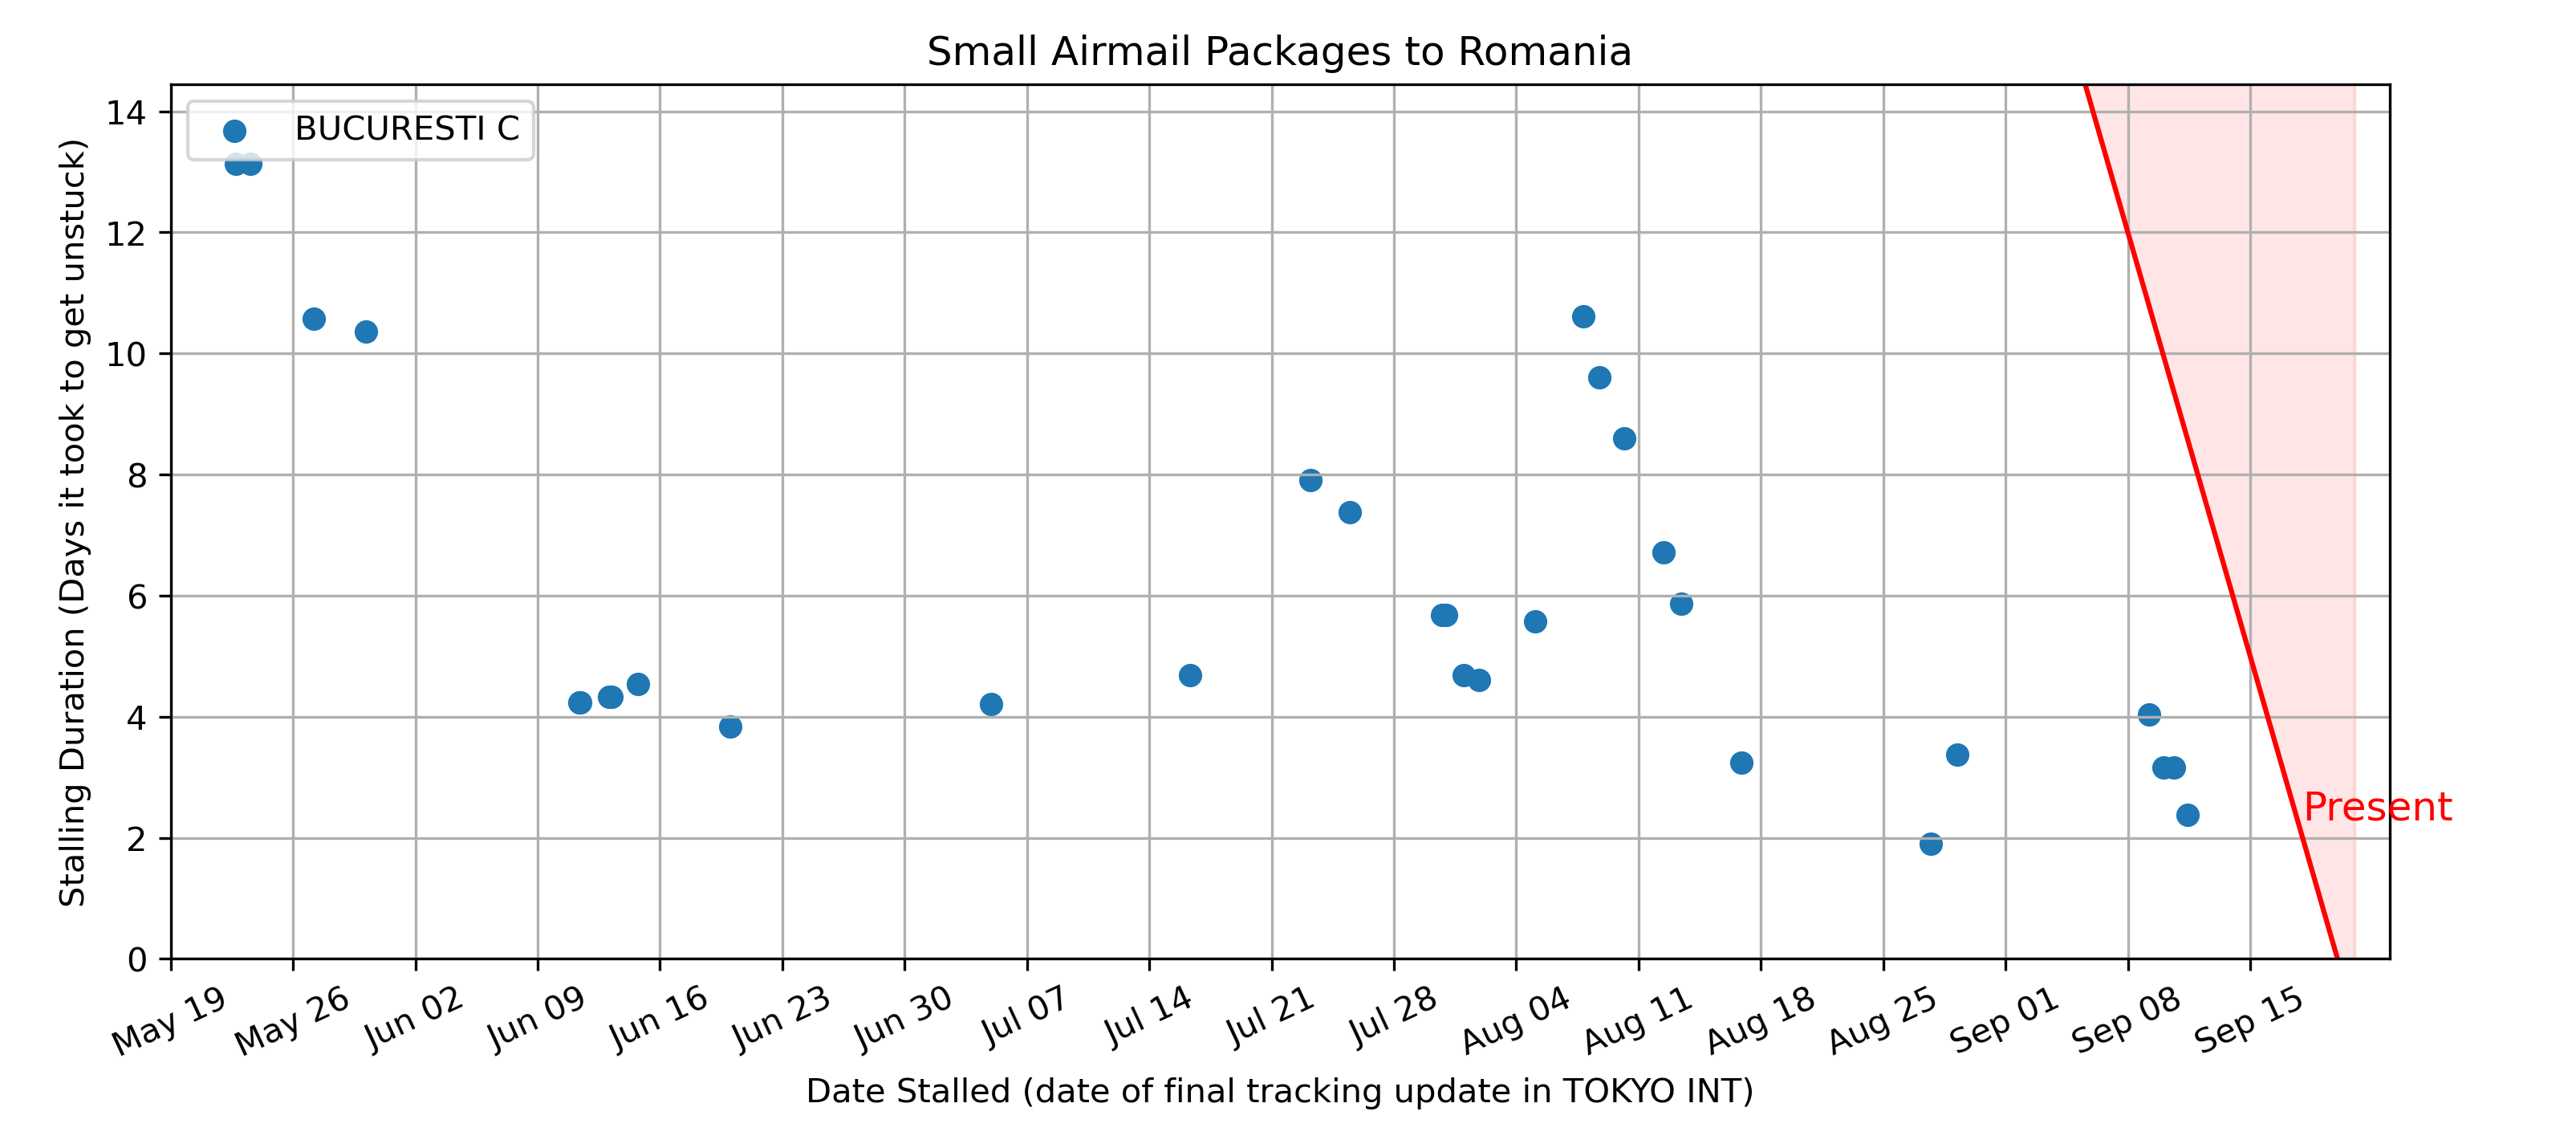 Small Airmail Packages to Romania
BUCURESTI C
Stalling Duration (Days it took to get unstuck)
14
12
10
8
6
4
2
0
Present
May 19
May 26
Jun 02
Jun 09
Jun 16
Jun 23
Jun 30
Jul 07
Jul 14
Jul 21
Jul 28
Aug 04
Aug 11
Aug 18
Aug 25
Sep 01
Sep 08
Sep 15
Date Stalled (date of final tracking update in TOKYO INT)